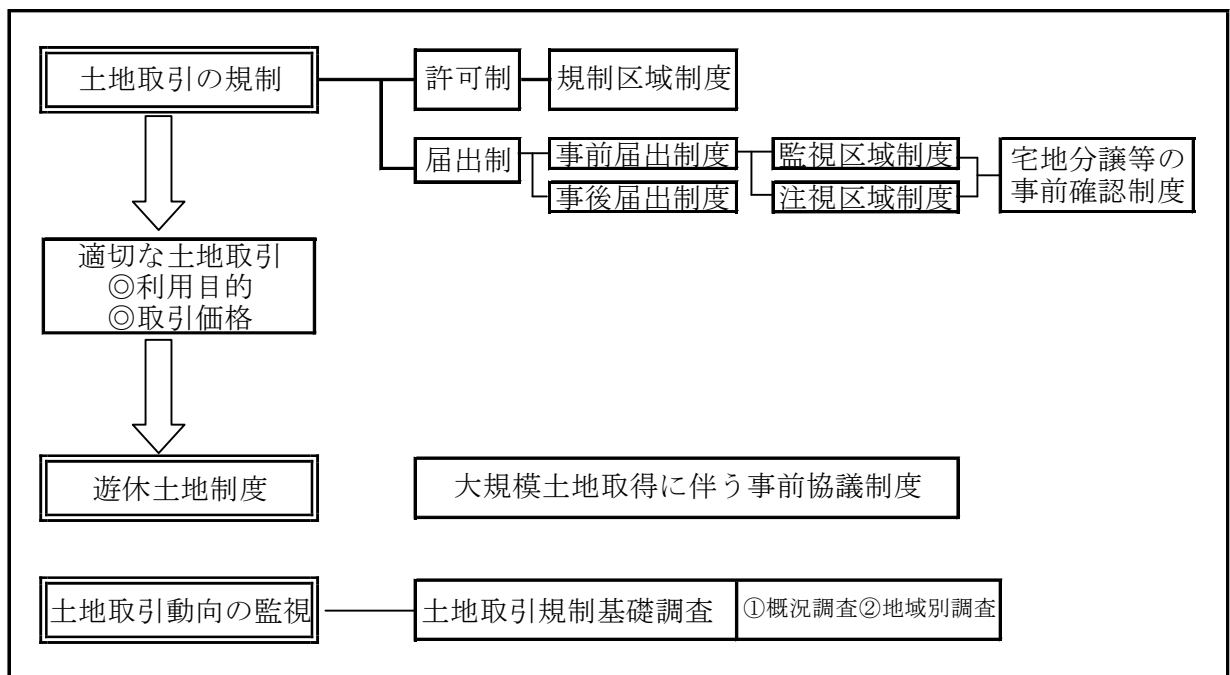 土地取引の規制
許可制
規制区域制度
届出制
事前届出制度
監視区域制度
宅地分譲等の
事前確認制度
事後届出制度
注視区域制度
適切な土地取引
◎利用目的
◎取引価格
遊休土地制度
大規模土地取得に伴う事前協議制度
土地取引動向の監視
土地取引規制基礎調査
①概況調査②地域別調査